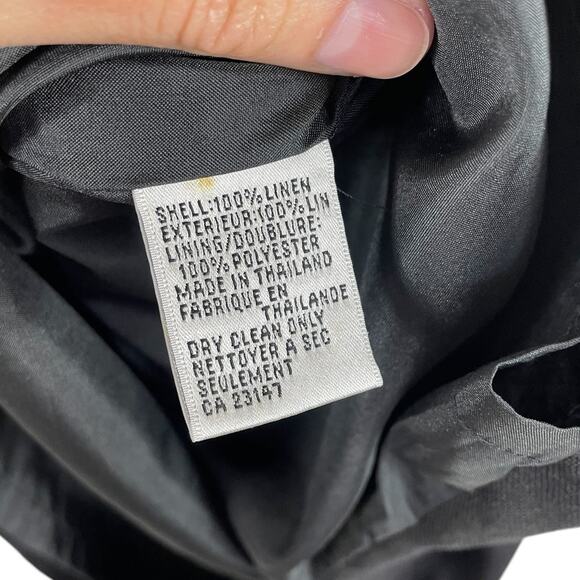 SHELL:100% LINEN
EXTERIEUR:100% LIN
LINING/DOUBLURE:
100% POLYESTER
MADE IN THAILAND
FABRIQUE EN
THAILANDE
DRY CLEAN ONLY
NETTOYER A SEC
SEULEMENT
CA 23147